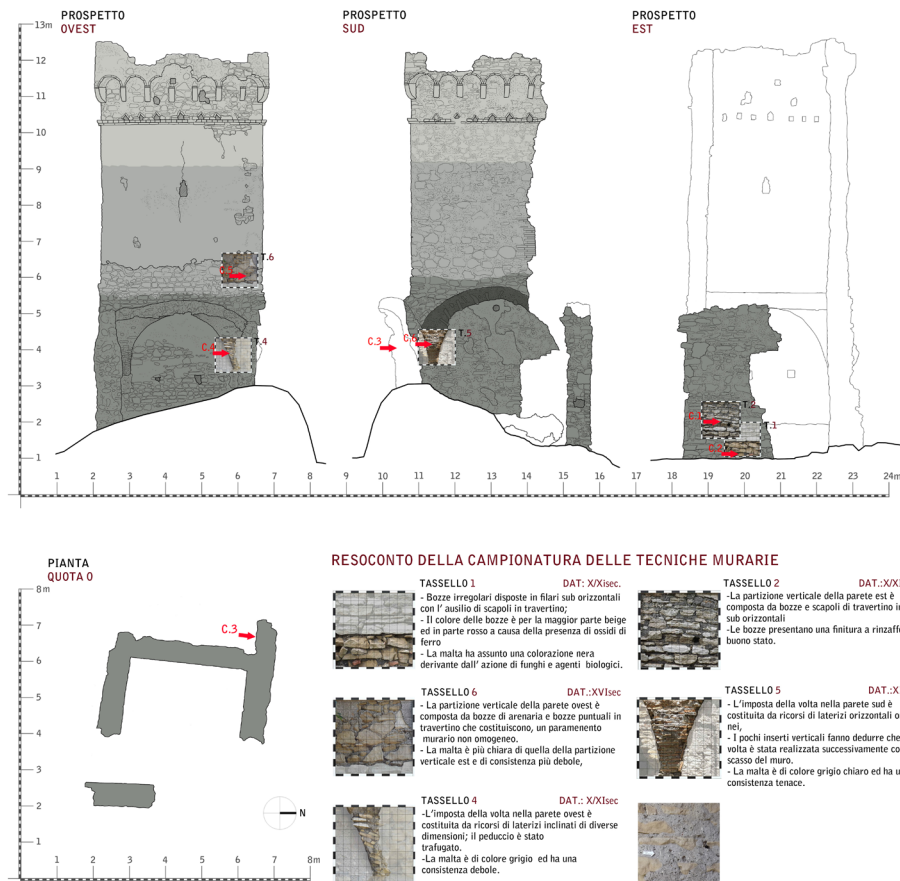 PROSPETTO
OVEST
PROSPETTO
SUD
PROSPETTO
EST
13m
12
11
10
9
8
7
6
5
4
3
2
1
T.6
C.4
T.4
C.3
T.5
C.1
T.2
T.1
C.2
1 2 3 4 5 6 7 8
9 10 11 12 13 14 15 16
17 18 19 20 21 22 23 24m
PIANTA
QUOTA 0
8m
7
6
5
4
3
2
1
C.3
N
1 2 3 4 5 6 7 8m
RESOCONTO DELLA CAMPIONATURA DELLE TECNICHE MURARIE
TASSELLO 1 DAT: X/XIsec.
- Bozze irregolari disposte in filari sub orizzontali
con l' ausilio di scapoli in travertino;
- Il colore delle bozze è per la maggior parte beige
ed in parte rosso a causa della presenza di ossidi di
ferro
- La malta ha assunto una colorazione nera
derivante dall' azione di funghi e agenti biologici.
TASSELLO 2 DAT.:X/X
-La partizione verticale della parete est è
composta da bozze e scapoli di travertino in
sub orizzontali
-Le bozze presentano una finitura a rinzaffo
buono stato.
TASSELLO 6 DAT.:XVIsec
- La partizione verticale della parete ovest è
composta da bozze di arenaria e bozze puntuali in
travertino che costituiscono, un paramento
murario non omogeneo.
- La malta è più chiara di quella della partizione
verticale est e di consistenza più debole,
TASSELLO 5 DAT.:X
- L'imposta della volta nella parete sud è
costituita da ricorsi di laterizi orizzontali o
nei,
- I pochi inserti verticali fanno dedurre che
volta è stata realizzata successivamente co
scasso del muro.
- La malta è di colore grigio chiaro ed ha u
consistenza tenace.
TASSELLO 4 DAT.: X/XIsec
-L'imposta della volta nella parete ovest è
costituita da ricorsi di laterizi inclinati di diverse
dimensioni; il peduccio è stato
trafugato.
-La malta è di colore grigio ed ha una
consistenza debole.